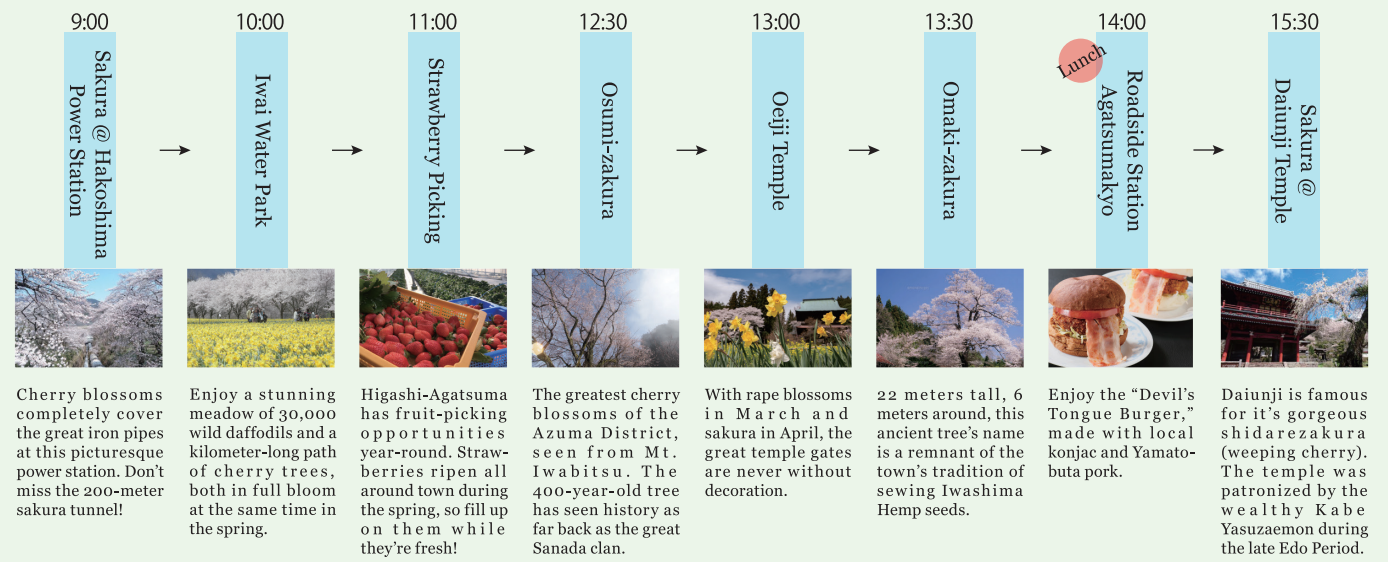 9:00
Sakura @ Hakoshima
Power Station
Cherry blossoms
completely cover
the great iron pipes
at this picturesque
power station. Don't
miss the 200-meter
sakura tunnel!
10:00
Iwai Water Park
Enjoy a stunning
meadow of 30,000
wild daffodils and a
kilometer-long path
of cherry trees,
both in full bloom
at the same time in
the spring.
11:00
Strawberry Picking
Higashi-Agatsuma
has fruit-picking
opportunities
year-round. Straw-
berries ripen all
around town during
the spring, so fill up
on them while
they're fresh!
12:30
Osumi-zakura
The greatest cherry
blossoms of the
Azuma District,
seen from Mt.
Iwabitsu. The
400-year-old tree
has seen history as
far back as the great
Sanada clan.
13:00
Oeiji Temple
With rape blossoms
in March and
sakura in April, the
great temple gates
are never without
decoration.
13:30
Omaki-zakura
22 meters tall, 6
meters around, this
ancient tree's name
is a remnant of the
town's tradition of
sewing Iwashima
Hemp seeds.
14:00
Lunch
Roadside Station
Agatsumakyo
Enjoy the "Devil's
Tongue Burger,"
made with local
konjac and Yamato-
buta pork.
15:30
Sakura @
Daiunji Temple
Daiunji is famous
for it's gorgeous
shidarezakura
(weeping cherry).
The temple was
patronized by the
wealthy Kabe
Yasuzaemon during
the late Edo Period.